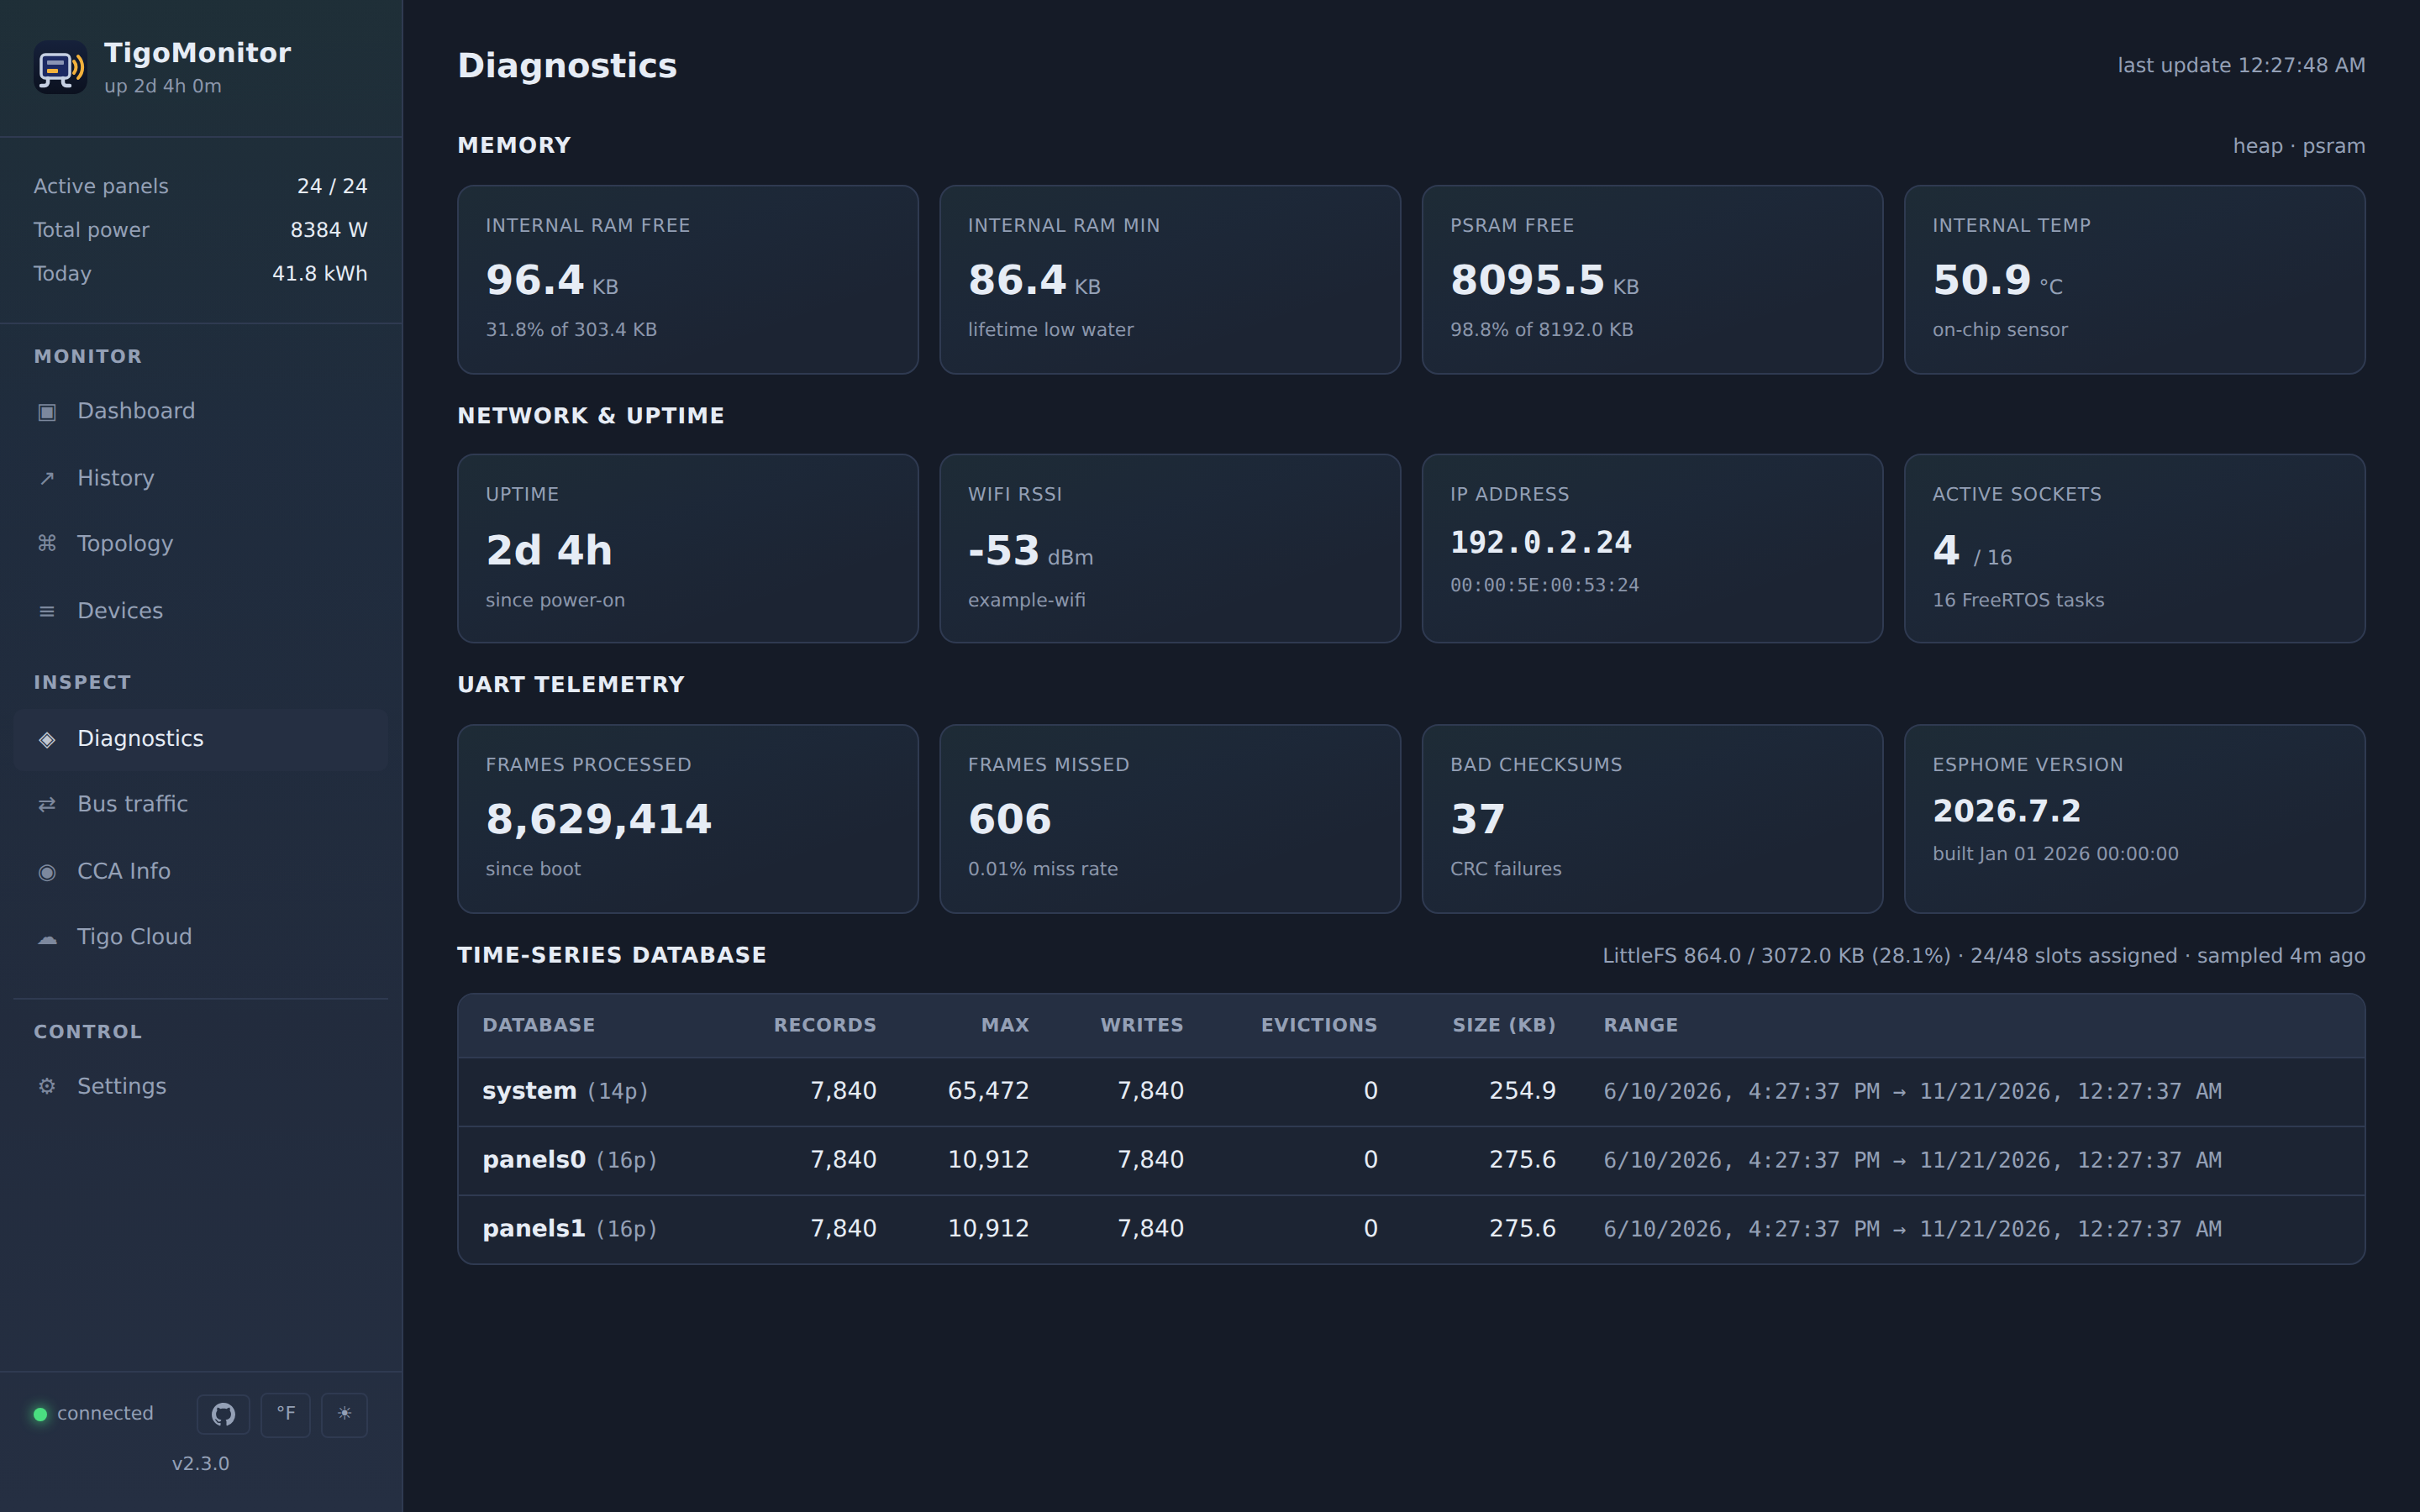 TigoMonitor
up 2d 4h 0m
Active panels 24 / 24
Total power 8384 W
Today 41.8 kWh
MONITOR
Dashboard
History
Topology
Devices
INSPECT
Diagnostics
Bus traffic
CCA Info
Tigo Cloud
CONTROL
Settings
connected °F
v2.3.0
Diagnostics last update 12:27:48 AM
MEMORY heap · psram
INTERNAL RAM FREE
96.4 KB
31.8% of 303.4 KB
INTERNAL RAM MIN
86.4 KB
lifetime low water
PSRAM FREE
8095.5 KB
98.8% of 8192.0 KB
INTERNAL TEMP
50.9 °C
on-chip sensor
NETWORK & UPTIME
UPTIME
2d 4h
since power-on
WIFI RSSI
-53 dBm
example-wifi
IP ADDRESS
192.0.2.24
00:00:5E:00:53:24
ACTIVE SOCKETS
4 / 16
16 FreeRTOS tasks
UART TELEMETRY
FRAMES PROCESSED
8,629,414
since boot
FRAMES MISSED
606
0.01% miss rate
BAD CHECKSUMS
37
CRC failures
ESPHOME VERSION
2026.7.2
built Jan 01 2026 00:00:00
TIME-SERIES DATABASE LittleFS 864.0 / 3072.0 KB (28.1%) · 24/48 slots assigned · sampled 4m ago
DATABASE RECORDS MAX WRITES EVICTIONS SIZE (KB) RANGE
system (14p) 7,840 65,472 7,840 0 254.9 6/10/2026, 4:27:37 PM → 11/21/2026, 12:27:37 AM
panels0 (16p) 7,840 10,912 7,840 0 275.6 6/10/2026, 4:27:37 PM → 11/21/2026, 12:27:37 AM
panels1 (16p) 7,840 10,912 7,840 0 275.6 6/10/2026, 4:27:37 PM → 11/21/2026, 12:27:37 AM